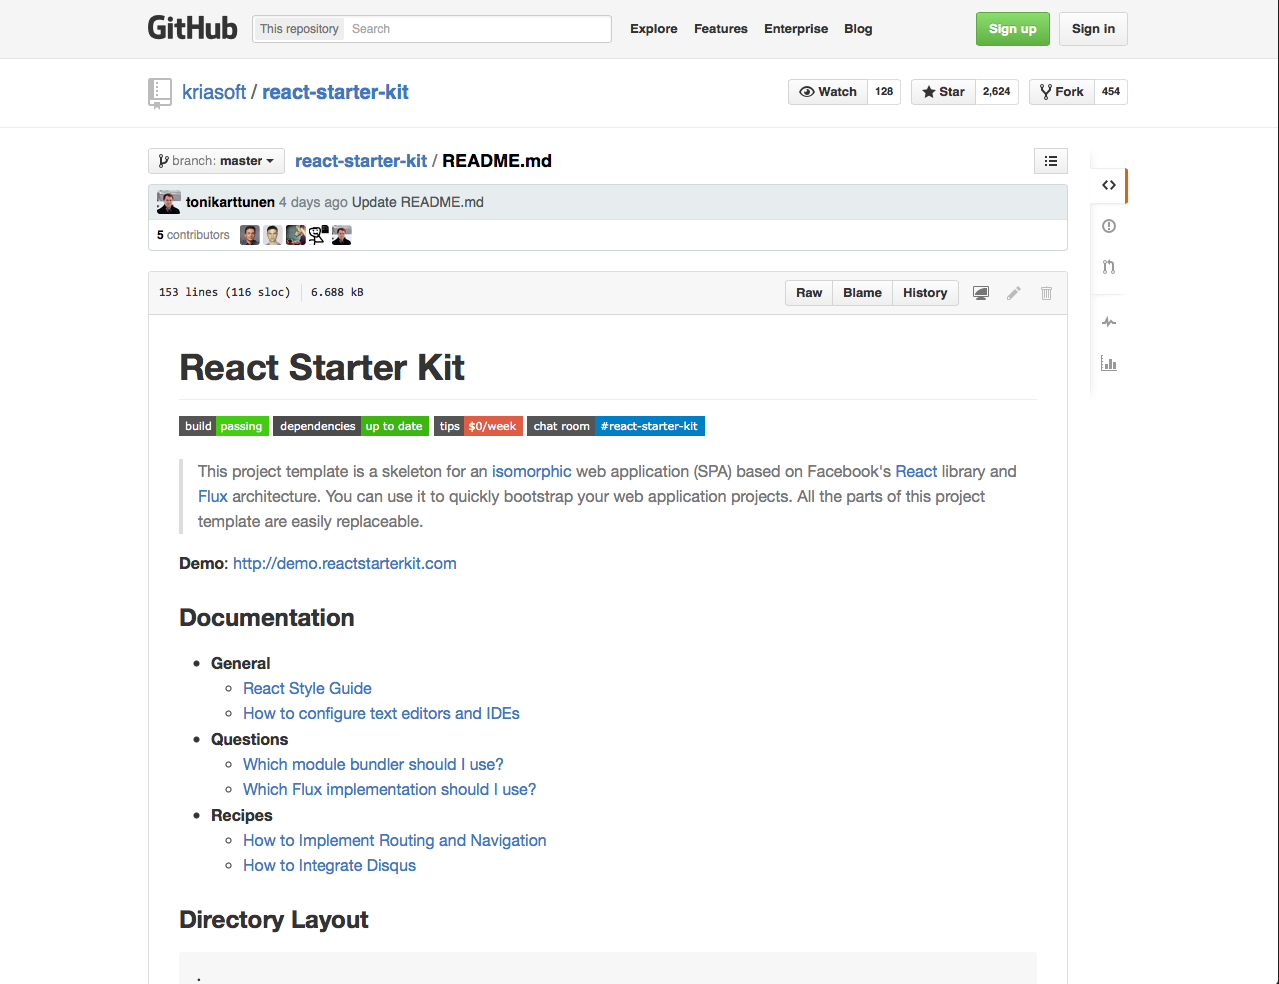 GitHub This repository Search Explore Features Enterprise Blog Sign up Sign in
kriasoft / react-starter-kit Watch 128 Star 2,624 Fork 454
branch: master react-starter-kit / README.md
tonikarttunen 4 days ago Update README.md
5 contributors
153 lines (116 sloc) 6.688 kB Raw Blame History
React Starter Kit
build passing dependencies up to date tips $0/week chat room #react-starter-kit
This project template is a skeleton for an isomorphic web application (SPA) based on Facebook's React library and
Flux architecture. You can use it to quickly bootstrap your web application projects. All the parts of this project
template are easily replaceable.
Demo: http://demo.reactstarterkit.com
Documentation
• General
◦ React Style Guide
◦ How to configure text editors and IDEs
• Questions
◦ Which module bundler should I use?
◦ Which Flux implementation should I use?
• Recipes
◦ How to Implement Routing and Navigation
◦ How to Integrate Disqus
Directory Layout
.